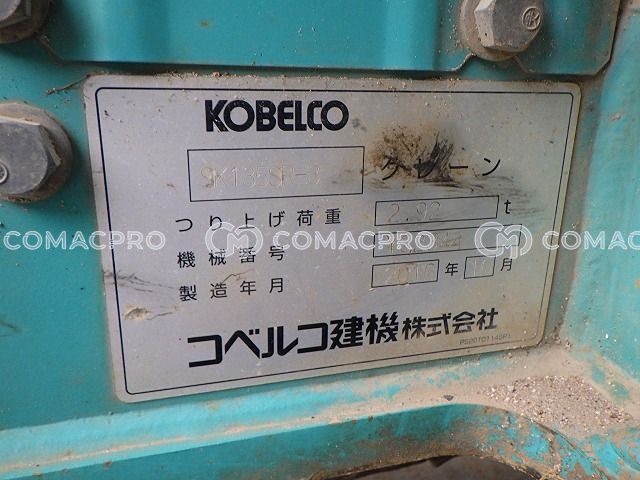 KOBELCO
SK135SR-3 クレーン
つり上げ荷重 2.92 t
機械番号
製造年月 年 月
コベルコ建機株式会社
COMACPRO COMACPRO COMACPRO